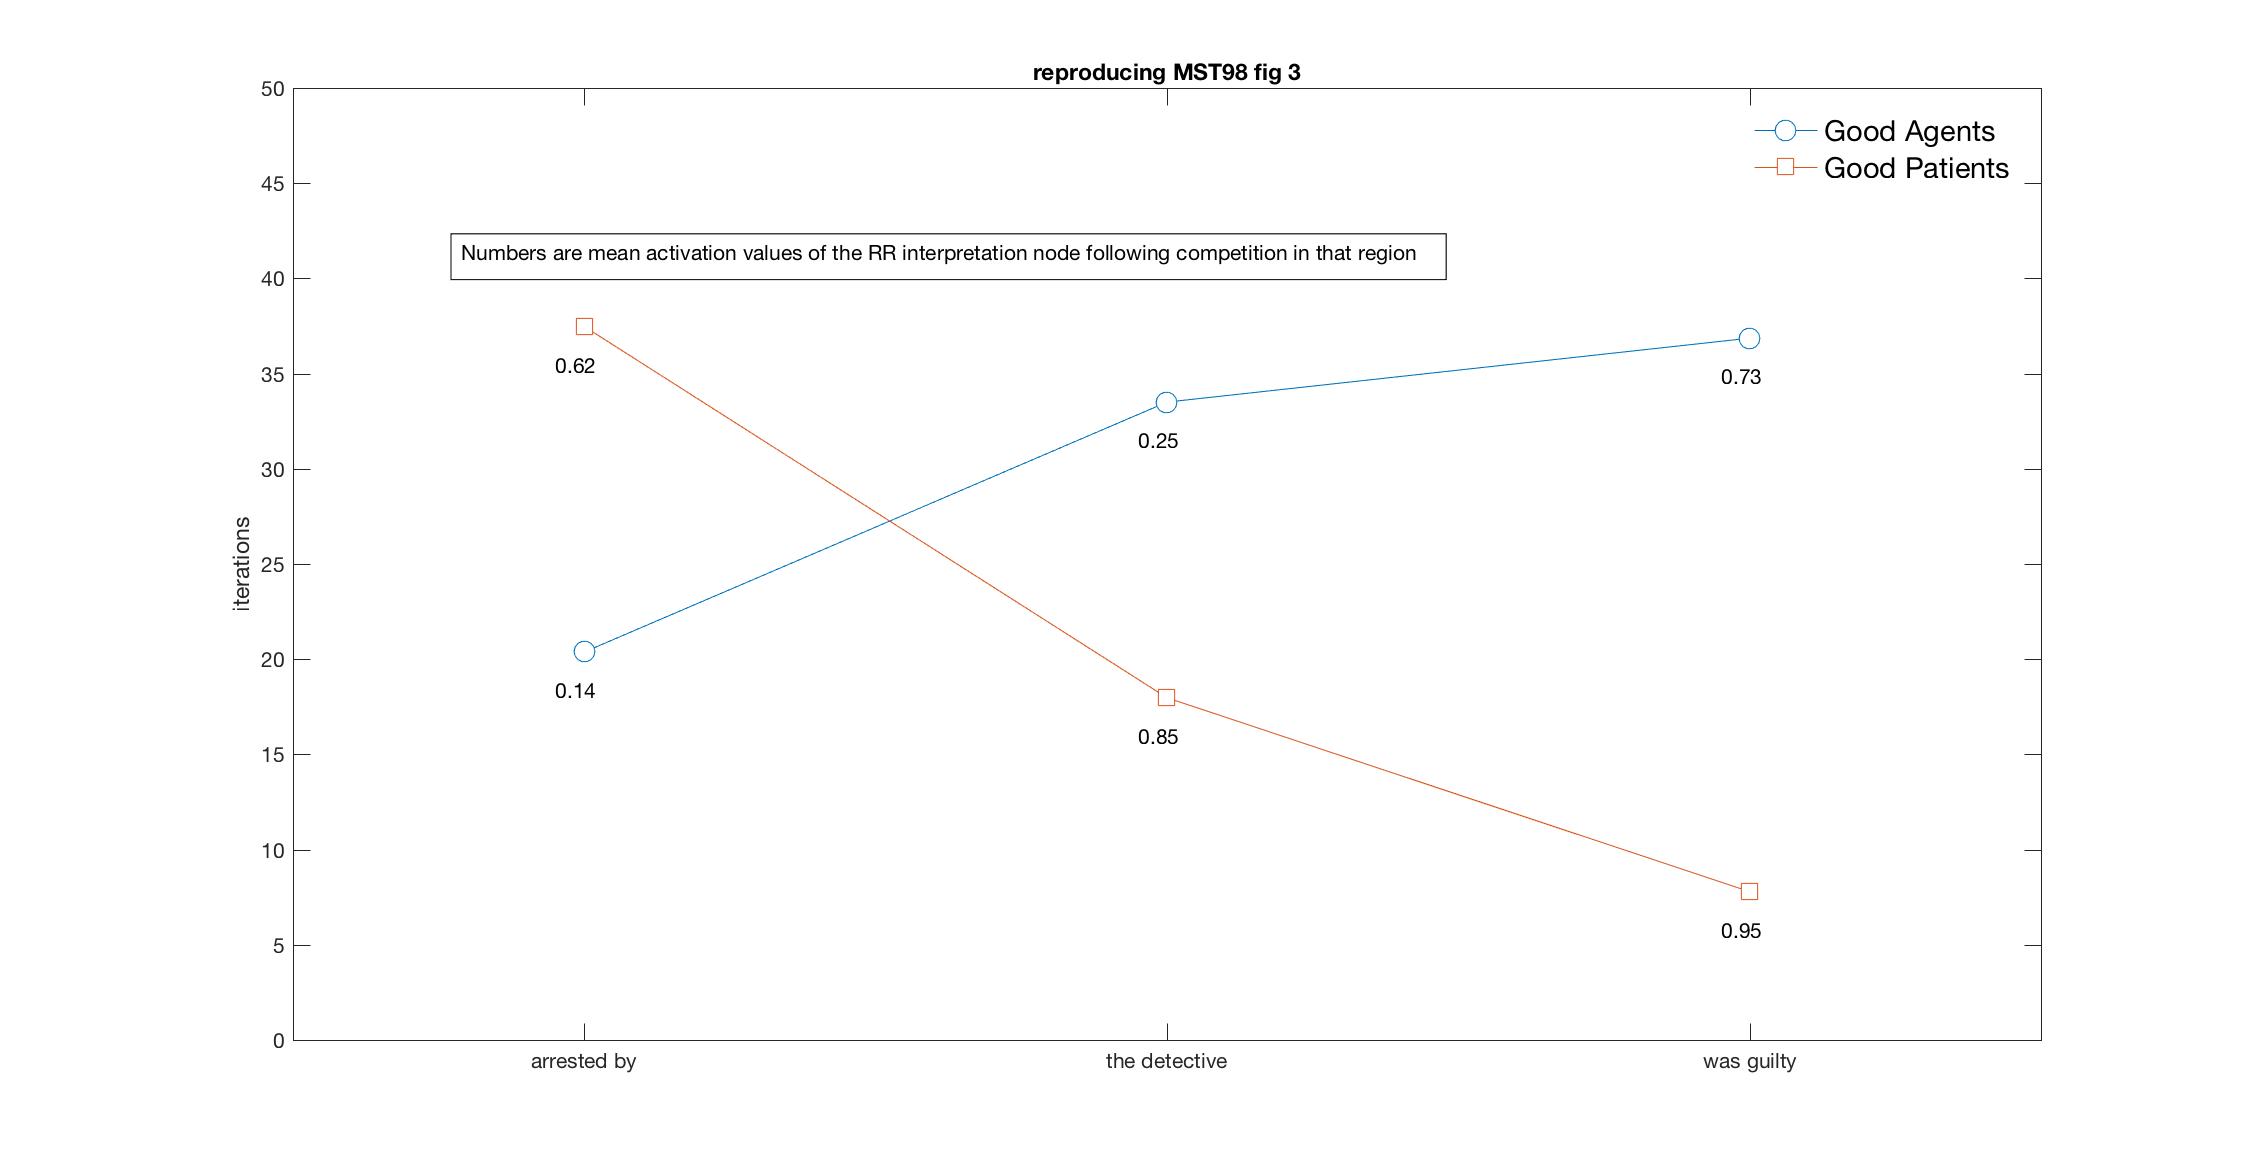 reproducing MST98 fig 3
50
45
40
35
30
25
20
15
10
5
0
iterations
Good Agents
Good Patients
Numbers are mean activation values of the RR interpretation node following competition in that region
0.62
0.14
0.25
0.85
0.73
0.95
arrested by
the detective
was guilty